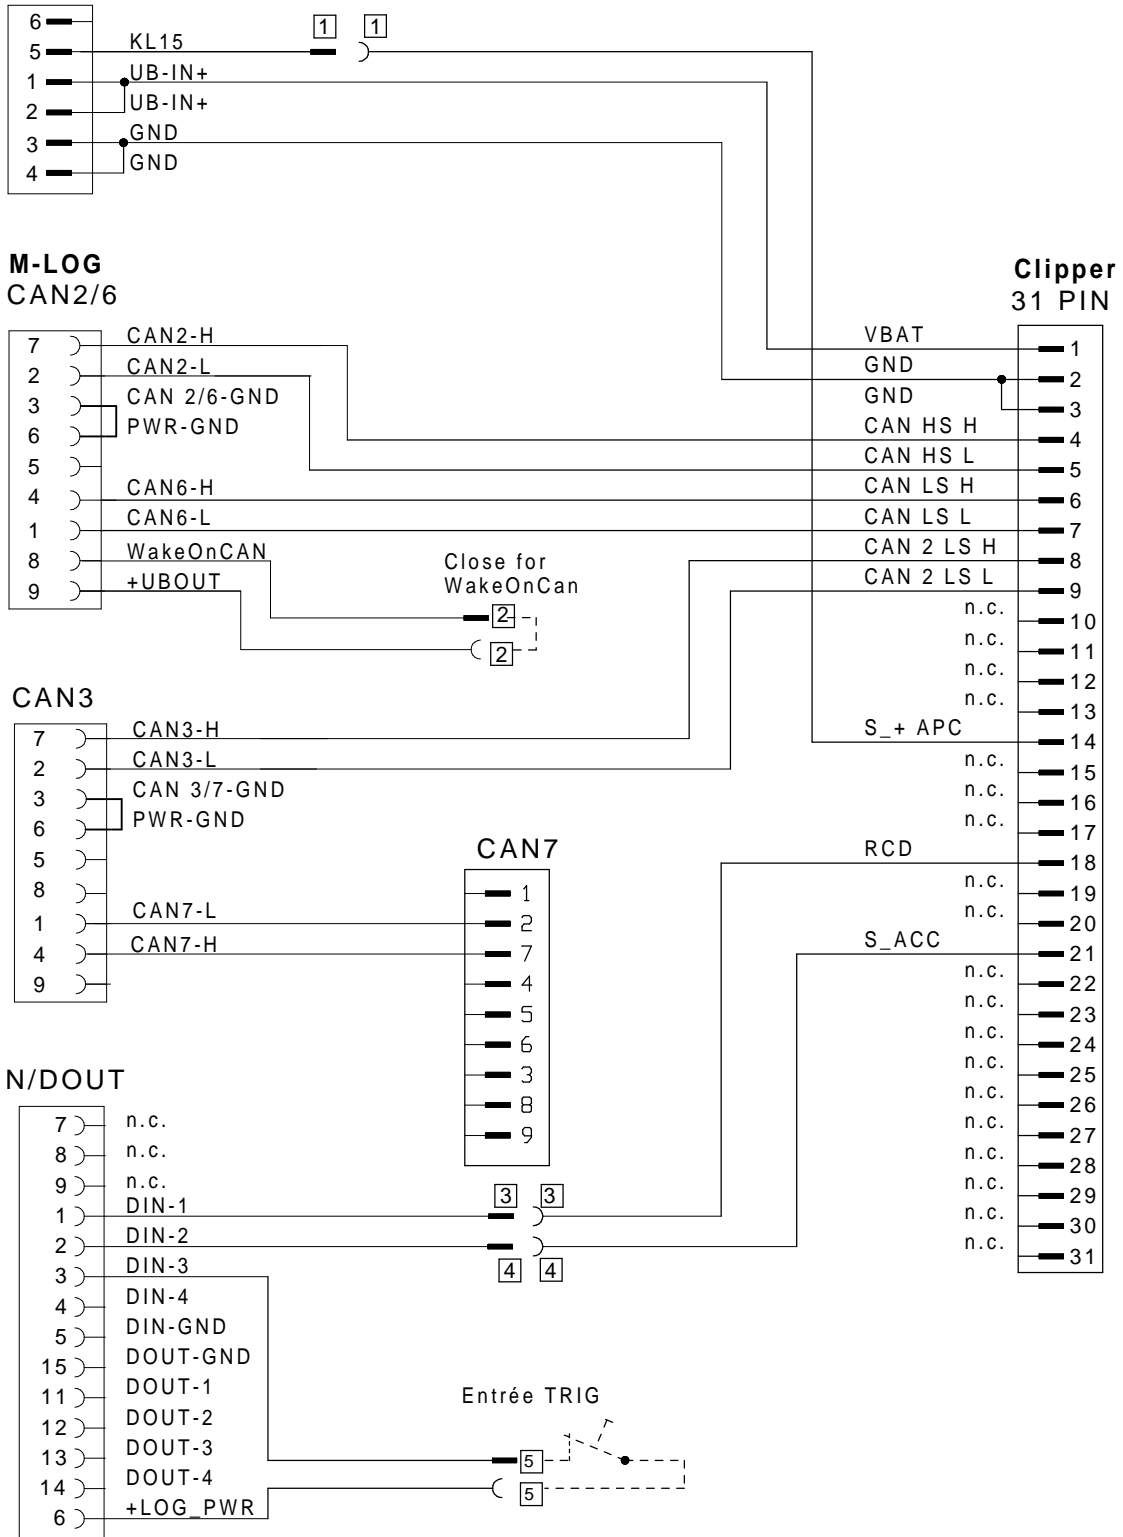 6
5 KL15 1 1
1 UB-IN+
2 UB-IN+
3 GND
4 GND
M-LOG
CAN2/6
7 CAN2-H
2 CAN2-L
3 CAN 2/6-GND
6 PWR-GND
5
4 CAN6-H
1 CAN6-L
8 WakeOnCAN
9 +UBOUT
Close for
WakeOnCan
2
2
CAN3
7 CAN3-H
2 CAN3-L
3 CAN 3/7-GND
6 PWR-GND
5
8
1 CAN7-L
4 CAN7-H
9
CAN7
1
2
7
4
5
6
3
8
9
N/DOUT
7 n.c.
8 n.c.
9 n.c.
1 DIN-1
2 DIN-2
3 DIN-3
4 DIN-4
5 DIN-GND
15 DOUT-GND
11 DOUT-1
12 DOUT-2
13 DOUT-3
14 DOUT-4
6 +LOG_PWR
3 3
4 4
Entrée TRIG
5
5
Clipper
31 PIN
VBAT 1
GND 2
GND 3
CAN HS H 4
CAN HS L 5
CAN LS H 6
CAN LS L 7
CAN 2 LS H 8
CAN 2 LS L 9
n.c. 10
n.c. 11
n.c. 12
n.c. 13
S_+ APC 14
n.c. 15
n.c. 16
n.c. 17
RCD 18
n.c. 19
n.c. 20
S_ACC 21
n.c. 22
n.c. 23
n.c. 24
n.c. 25
n.c. 26
n.c. 27
n.c. 28
n.c. 29
n.c. 30
n.c. 31